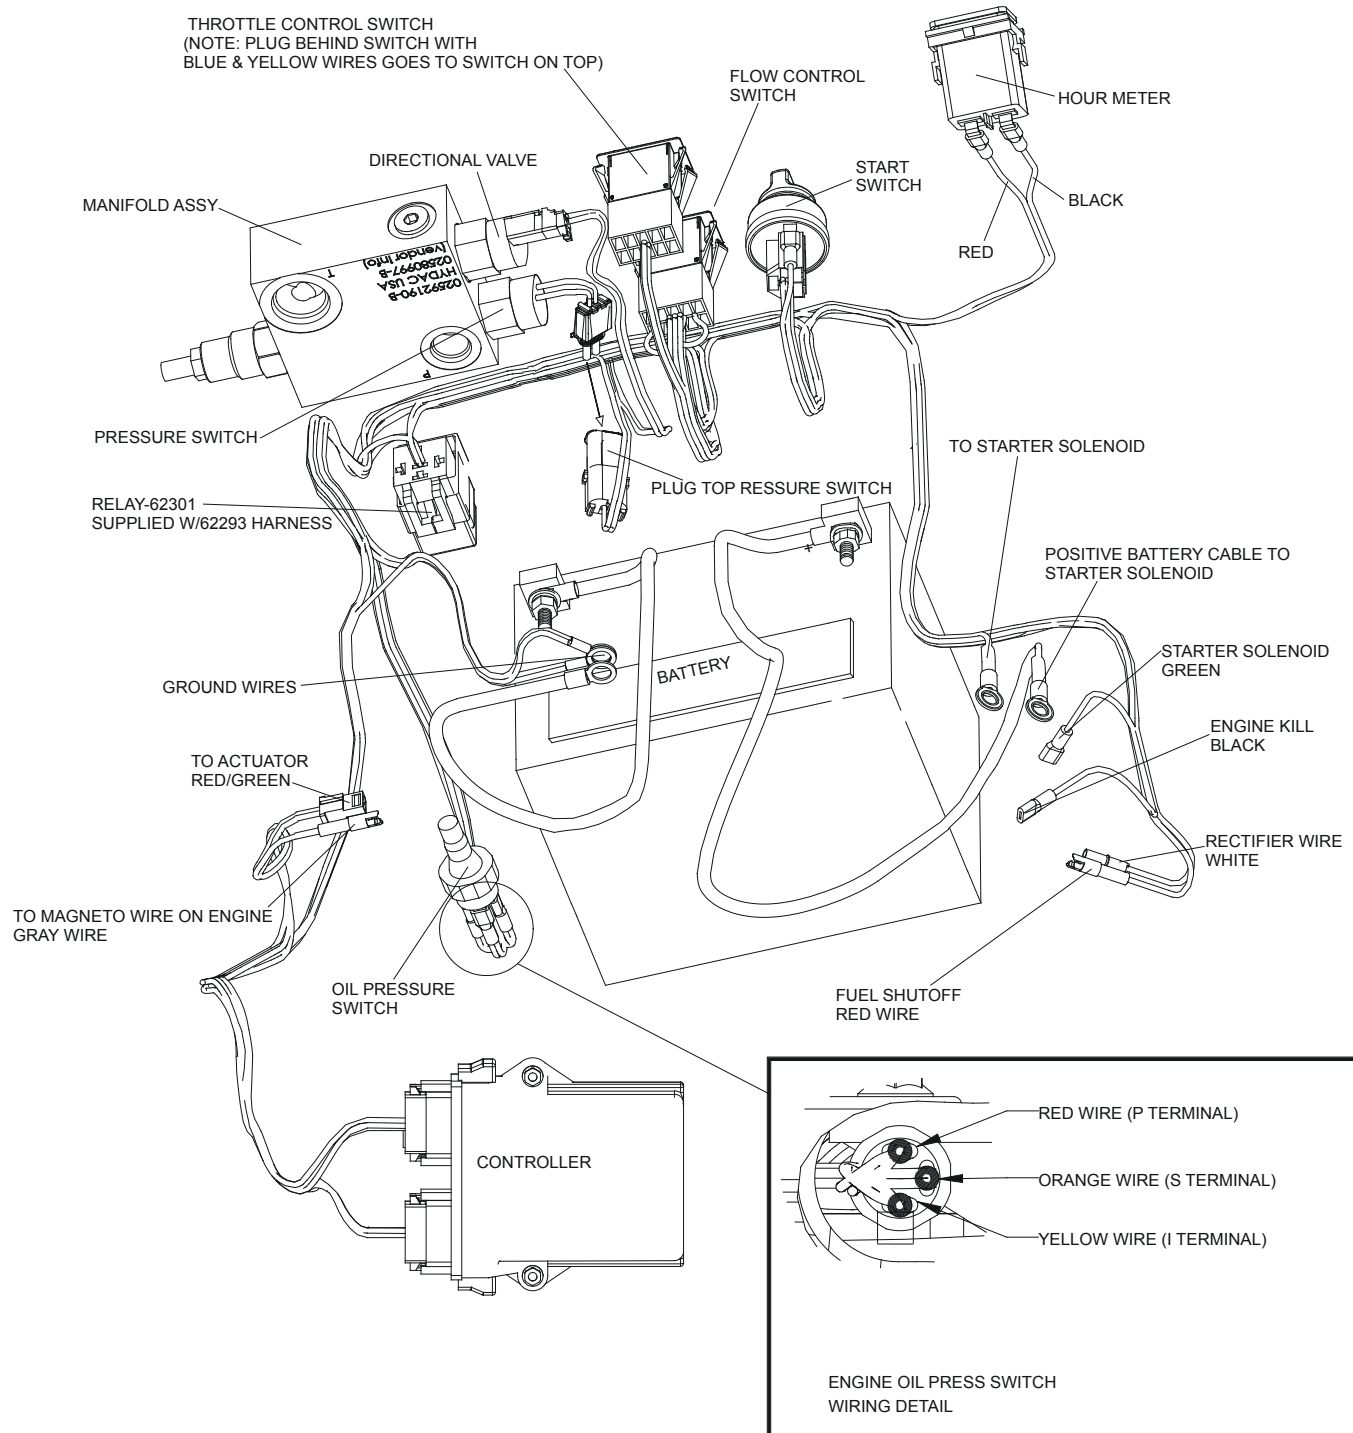 THROTTLE CONTROL SWITCH
(NOTE: PLUG BEHIND SWITCH WITH
BLUE & YELLOW WIRES GOES TO SWITCH ON TOP)
FLOW CONTROL
SWITCH
HOUR METER
DIRECTIONAL VALVE
START
SWITCH
MANIFOLD ASSY
BLACK
RED
T
02592190-B
HYDAC USA
02580997-B
(vendor info)
P
PRESSURE SWITCH
TO STARTER SOLENOID
PLUG TOP RESSURE SWITCH
RELAY-62301
SUPPLIED W/62293 HARNESS
+
POSITIVE BATTERY CABLE TO
STARTER SOLENOID
BATTERY
STARTER SOLENOID
GREEN
GROUND WIRES
ENGINE KILL
BLACK
TO ACTUATOR
RED/GREEN
RECTIFIER WIRE
WHITE
TO MAGNETO WIRE ON ENGINE
GRAY WIRE
OIL PRESSURE
SWITCH
FUEL SHUTOFF
RED WIRE
CONTROLLER
RED WIRE (P TERMINAL)
ORANGE WIRE (S TERMINAL)
YELLOW WIRE (I TERMINAL)
ENGINE OIL PRESS SWITCH
WIRING DETAIL